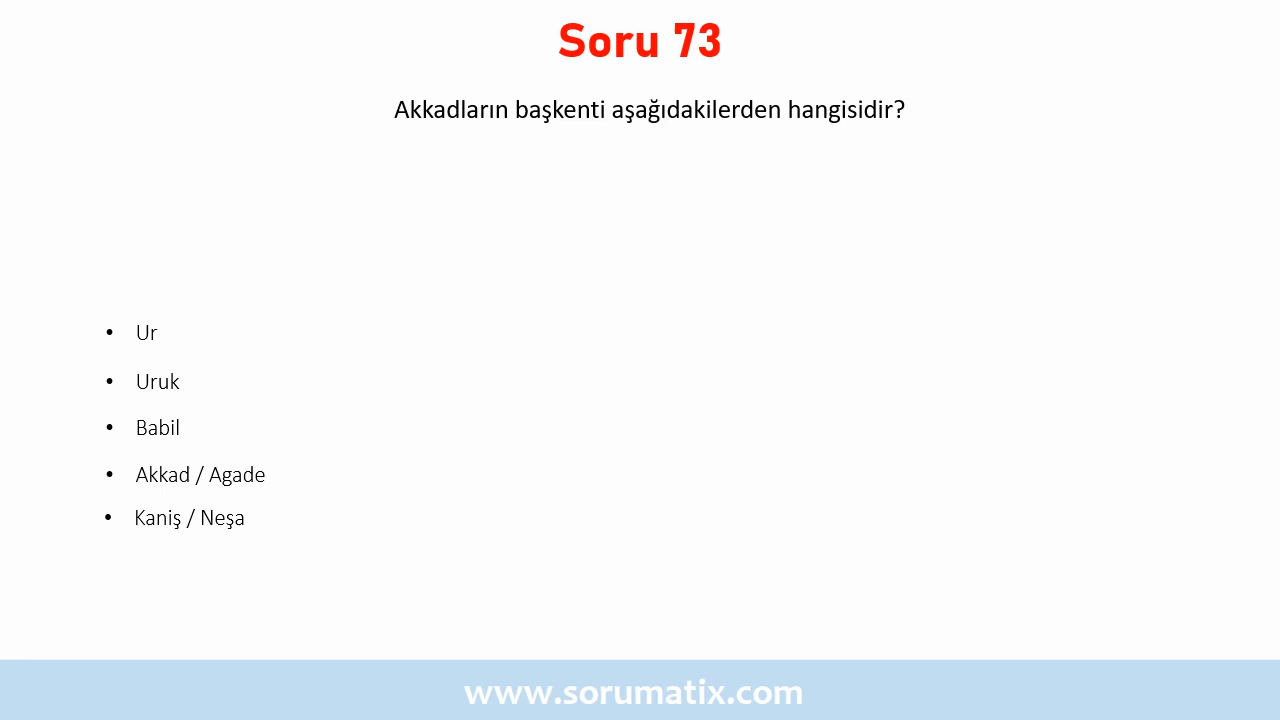 Soru 73
Akkadların başkenti aşağıdakilerden hangisidir?
• Ur
• Uruk
• Babil
• Akkad / Agade
• Kaniş / Neşa
www.sorumatix.com